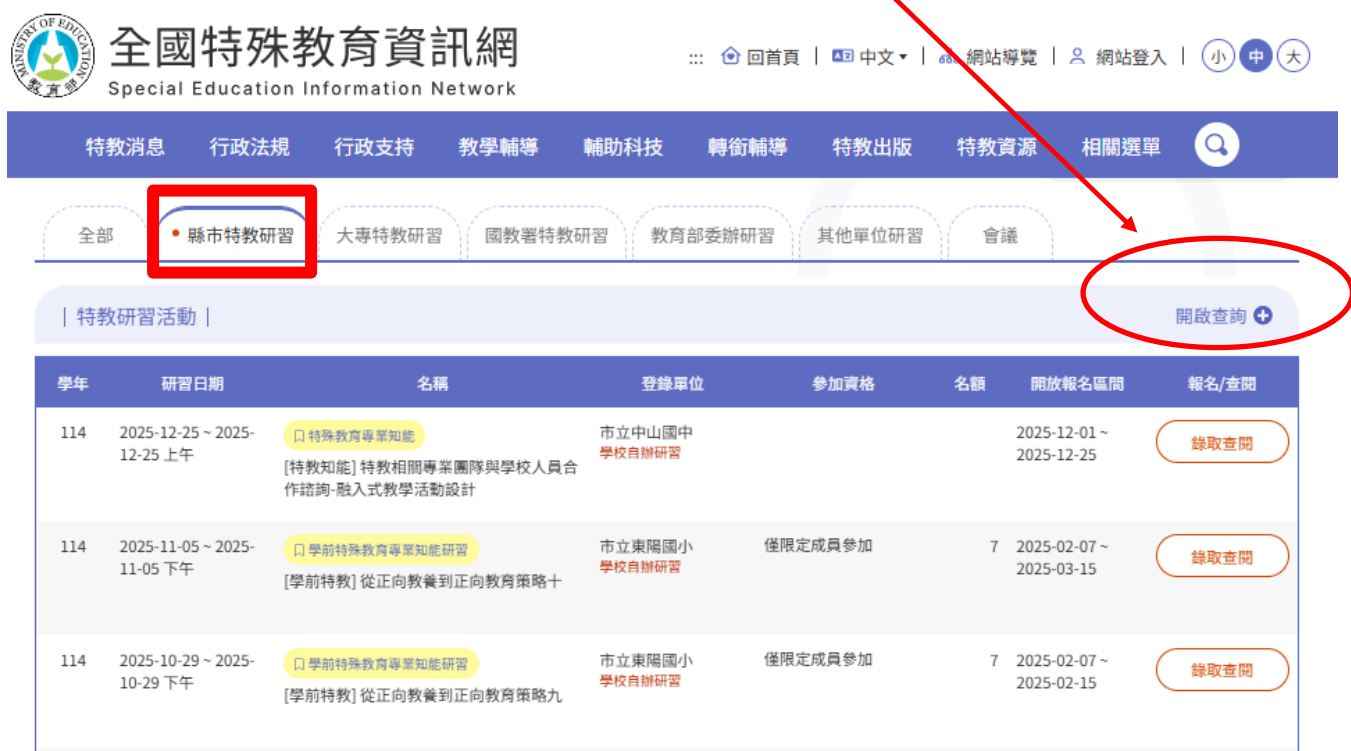 MINISTRY OF EDUCATION
教育部
全國特殊教育資訊網
Special Education Information Network
::: 回首頁 | 中文▾ | 網站導覽 | 網站登入 | 小 中 大
特教消息 行政法規 行政支持 教學輔導 輔助科技 轉銜輔導 特教出版 特教資源 相關選單
全部 • 縣市特教研習 大專特教研習 國教署特教研習 教育部委辦研習 其他單位研習 會議
| 特教研習活動 | 開啟查詢
學年 研習日期 名稱 登錄單位 參加資格 名額 開放報名區間 報名/查閱
114 2025-12-25 ~ 2025-
12-25 上午
特殊教育專業知能
[特教知能] 特教相關專業團隊與學校人員合
作諮詢-融入式教學活動設計
市立中山國中
學校自辦研習
2025-12-01 ~
2025-12-25
錄取查閱
114 2025-11-05 ~ 2025-
11-05 下午
學前特殊教育專業知能研習
[學前特教] 從正向教養到正向教育策略十
市立東陽國小
學校自辦研習
僅限定成員參加
7
2025-02-07 ~
2025-03-15
錄取查閱
114 2025-10-29 ~ 2025-
10-29 下午
學前特殊教育專業知能研習
[學前特教] 從正向教養到正向教育策略九
市立東陽國小
學校自辦研習
僅限定成員參加
7
2025-02-07 ~
2025-02-15
錄取查閱